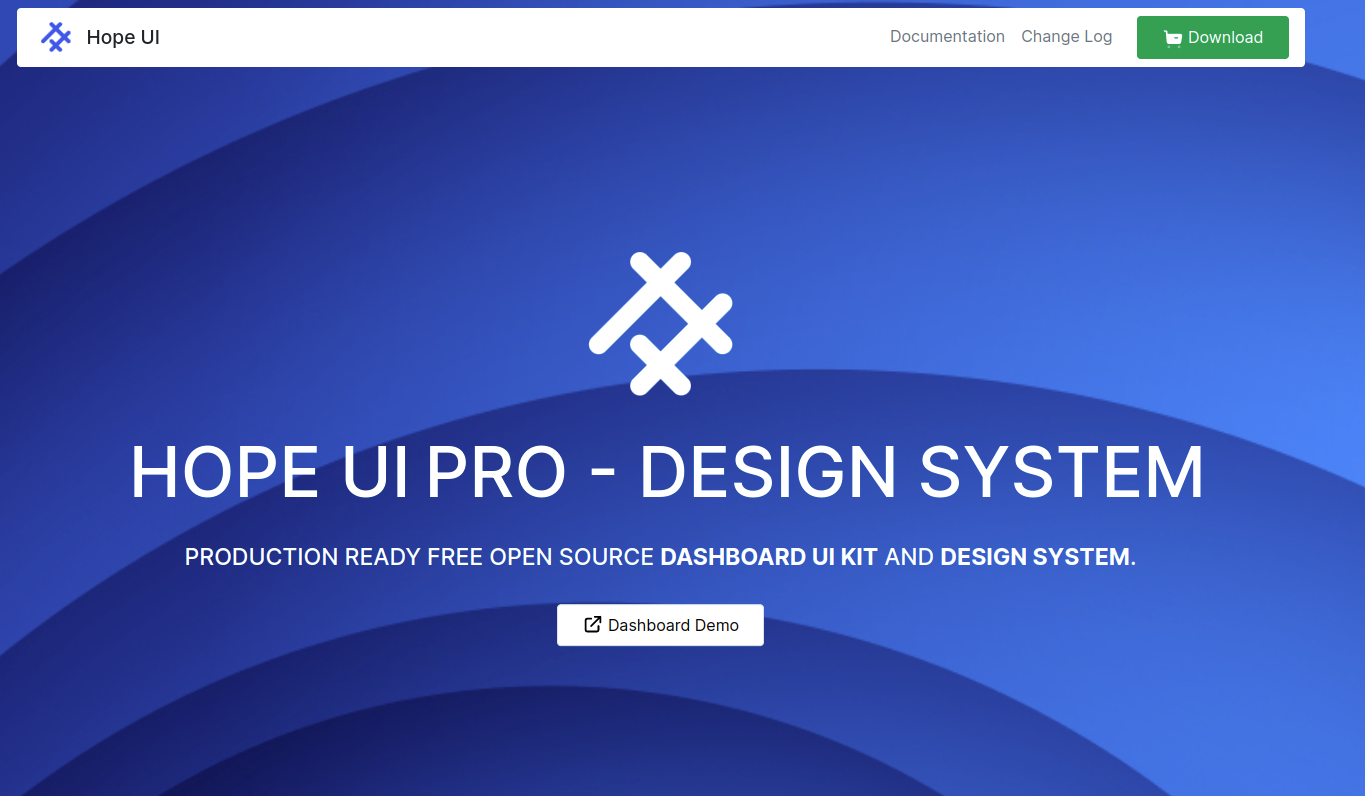 Hope UI
Documentation Change Log Download
HOPE UI PRO - DESIGN SYSTEM
PRODUCTION READY FREE OPEN SOURCE DASHBOARD UI KIT AND DESIGN SYSTEM.
Dashboard Demo